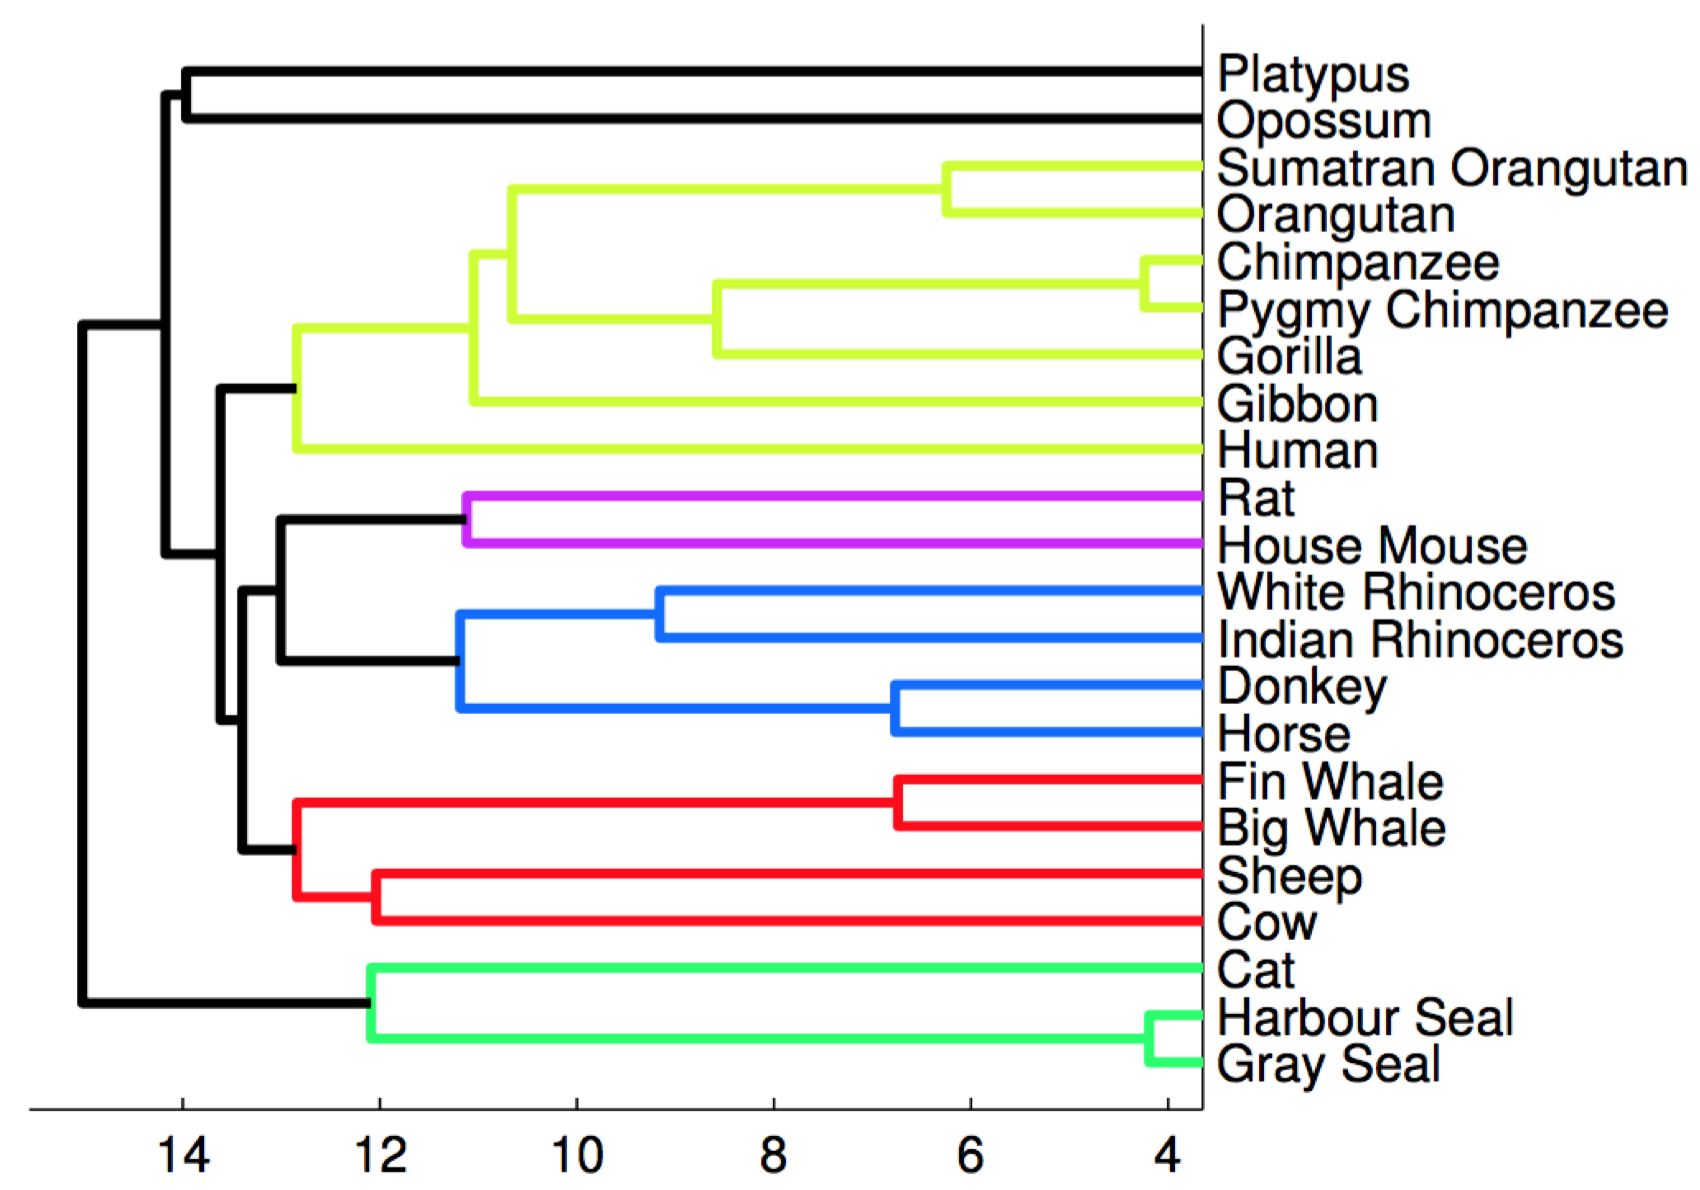 Platypus
Opossum
Sumatran Orangutan
Orangutan
Chimpanzee
Pygmy Chimpanzee
Gorilla
Gibbon
Human
Rat
House Mouse
White Rhinoceros
Indian Rhinoceros
Donkey
Horse
Fin Whale
Big Whale
Sheep
Cow
Cat
Harbour Seal
Gray Seal
14 12 10 8 6 4